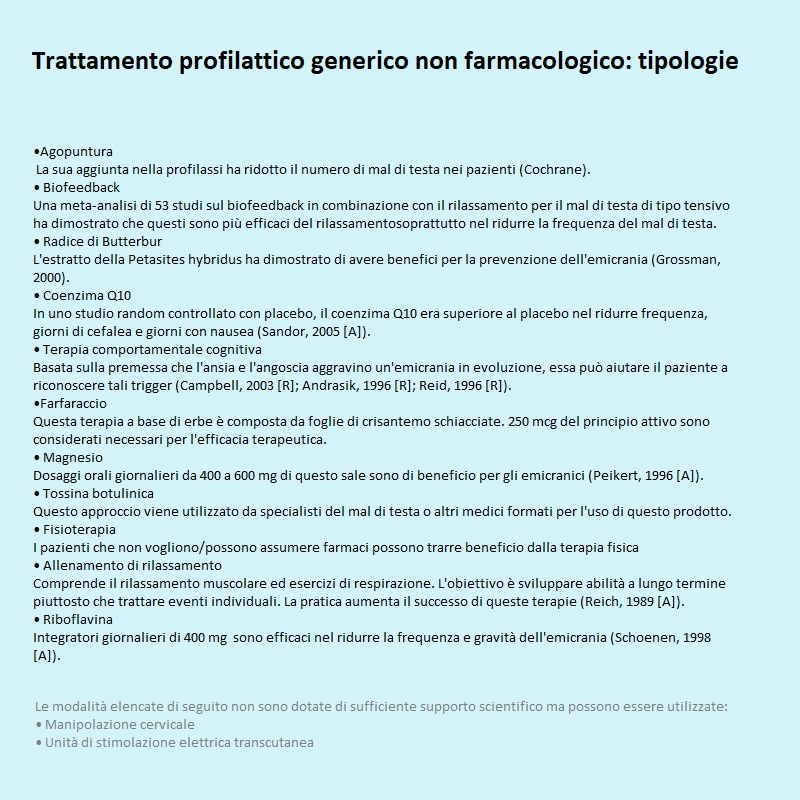 Trattamento profilattico generico non farmacologico: tipologie
•Agopuntura
La sua aggiunta nella profilassi ha ridotto il numero di mal di testa nei pazienti (Cochrane).
• Biofeedback
Una meta-analisi di 53 studi sul biofeedback in combinazione con il rilassamento per il mal di testa di tipo tensivo
ha dimostrato che questi sono più efficaci del rilassamentosoprattutto nel ridurre la frequenza del mal di testa.
• Radice di Butterbur
L'estratto della Petasites hybridus ha dimostrato di avere benefici per la prevenzione dell'emicrania (Grossman,
2000).
• Coenzima Q10
In uno studio random controllato con placebo, il coenzima Q10 era superiore al placebo nel ridurre frequenza,
giorni di cefalea e giorni con nausea (Sandor, 2005 [A]).
• Terapia comportamentale cognitiva
Basata sulla premessa che l'ansia e l'angoscia aggravino un'emicrania in evoluzione, essa può aiutare il paziente a
riconoscere tali trigger (Campbell, 2003 [R]; Andrasik, 1996 [R]; Reid, 1996 [R]).
•Farfaraccio
Questa terapia a base di erbe è composta da foglie di crisantemo schiacciate. 250 mcg del principio attivo sono
considerati necessari per l'efficacia terapeutica.
• Magnesio
Dosaggi orali giornalieri da 400 a 600 mg di questo sale sono di beneficio per gli emicranici (Peikert, 1996 [A]).
• Tossina botulinica
Questo approccio viene utilizzato da specialisti del mal di testa o altri medici formati per l'uso di questo prodotto.
• Fisioterapia
I pazienti che non vogliono/possono assumere farmaci possono trarre beneficio dalla terapia fisica
• Allenamento di rilassamento
Comprende il rilassamento muscolare ed esercizi di respirazione. L'obiettivo è sviluppare abilità a lungo termine
piuttosto che trattare eventi individuali. La pratica aumenta il successo di queste terapie (Reich, 1989 [A]).
• Riboflavina
Integratori giornalieri di 400 mg sono efficaci nel ridurre la frequenza e gravità dell'emicrania (Schoenen, 1998
[A]).
Le modalità elencate di seguito non sono dotate di sufficiente supporto scientifico ma possono essere utilizzate:
• Manipolazione cervicale
• Unità di stimolazione elettrica transcutanea